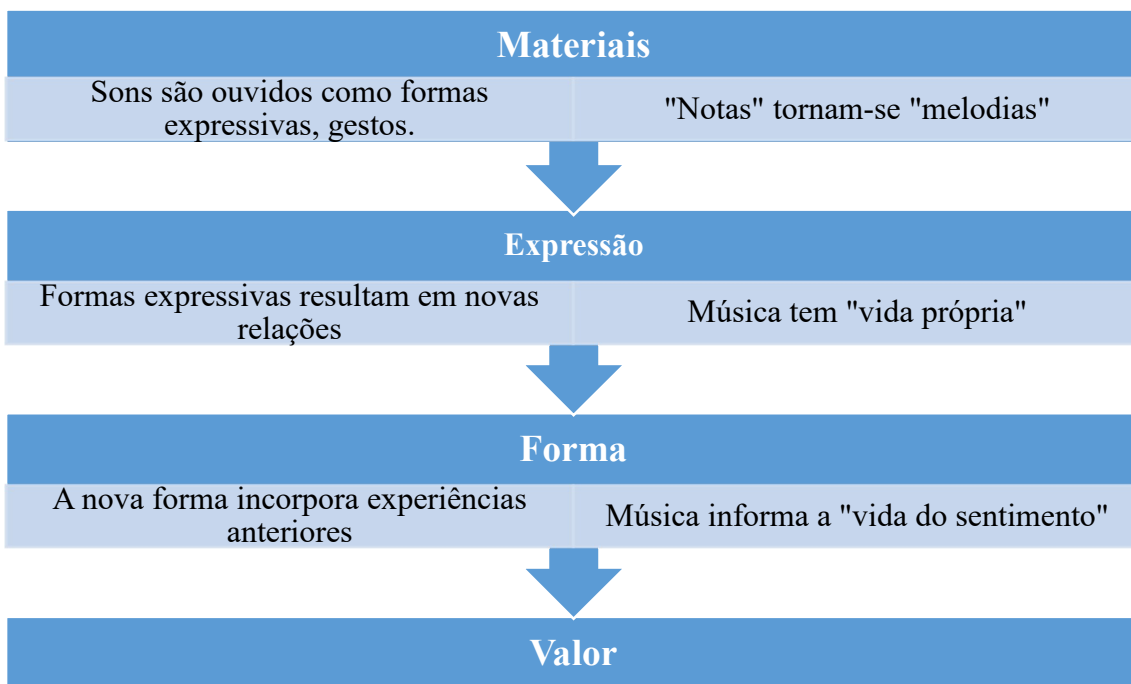 Materiais
Sons são ouvidos como formas
expressivas, gestos.
"Notas" tornam-se "melodias"
Expressão
Formas expressivas resultam em novas
relações
Música tem "vida própria"
Forma
A nova forma incorpora experiências
anteriores
Música informa a "vida do sentimento"
Valor